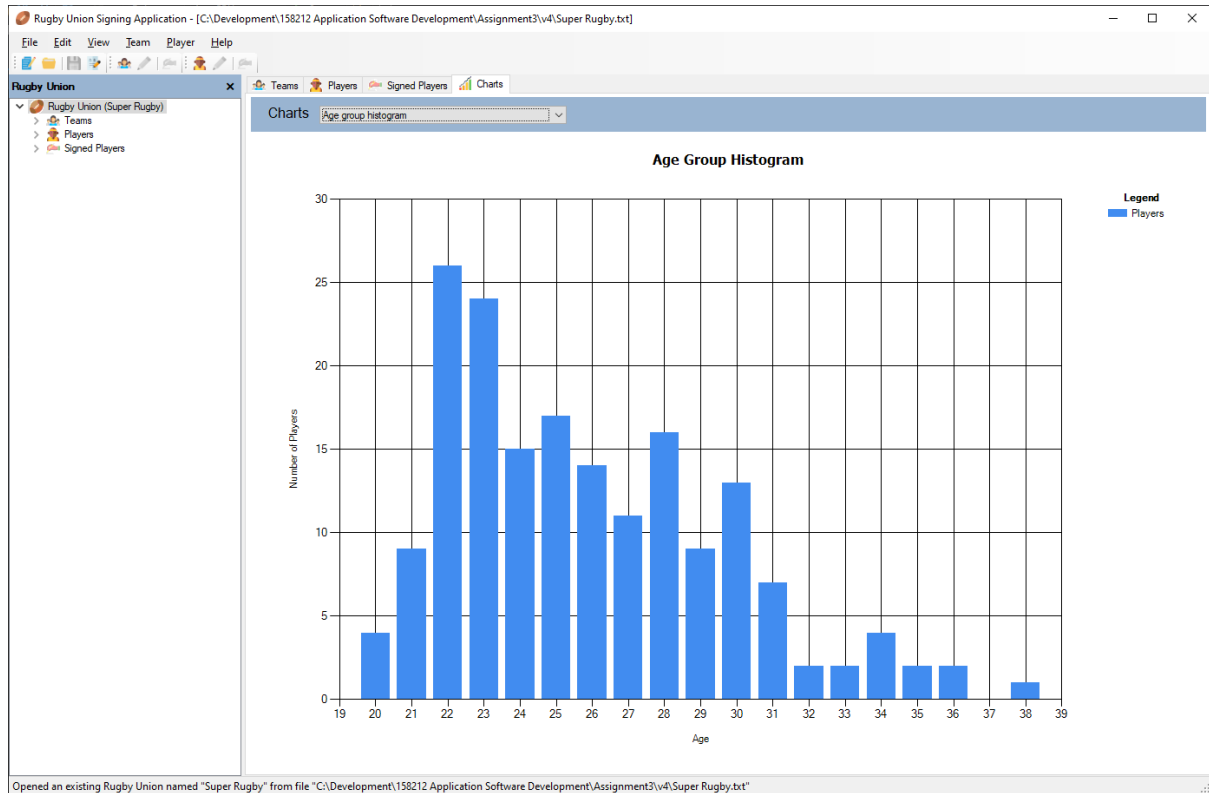 Rugby Union Signing Application - [C:\Development\158212 Application Software Development\Assignment3\v4\Super Rugby.txt]
File Edit View Team Player Help
Rugby Union
Rugby Union (Super Rugby)
Teams
Players
Signed Players
Teams Players Signed Players Charts
Charts Age group histogram
Age Group Histogram
Legend
Players
Number of Players
30
25
20
15
10
5
0
19 20 21 22 23 24 25 26 27 28 29 30 31 32 33 34 35 36 37 38 39
Age
Opened an existing Rugby Union named "Super Rugby" from file "C:\Development\158212 Application Software Development\Assignment3\v4\Super Rugby.txt"